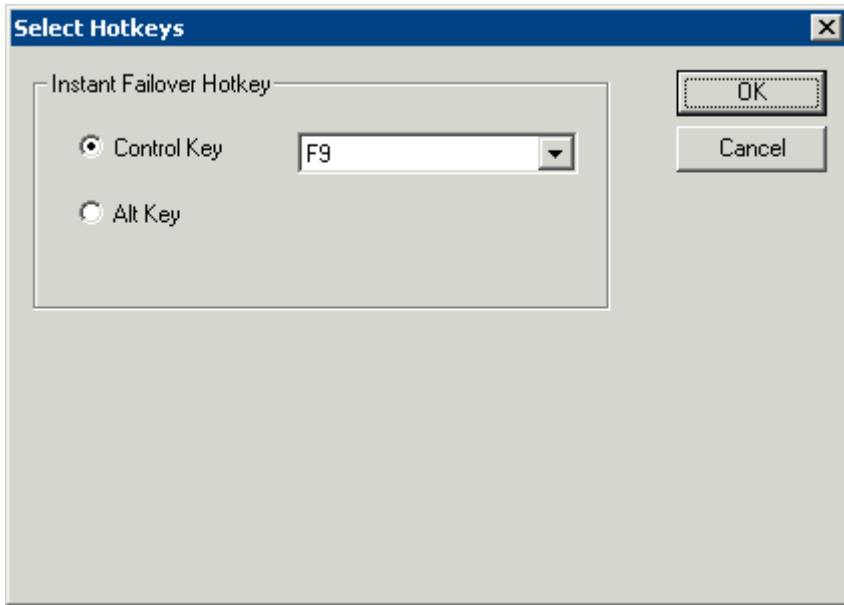 Select Hotkeys
Instant Failover Hotkey
OK
Control Key F9
Cancel
Alt Key